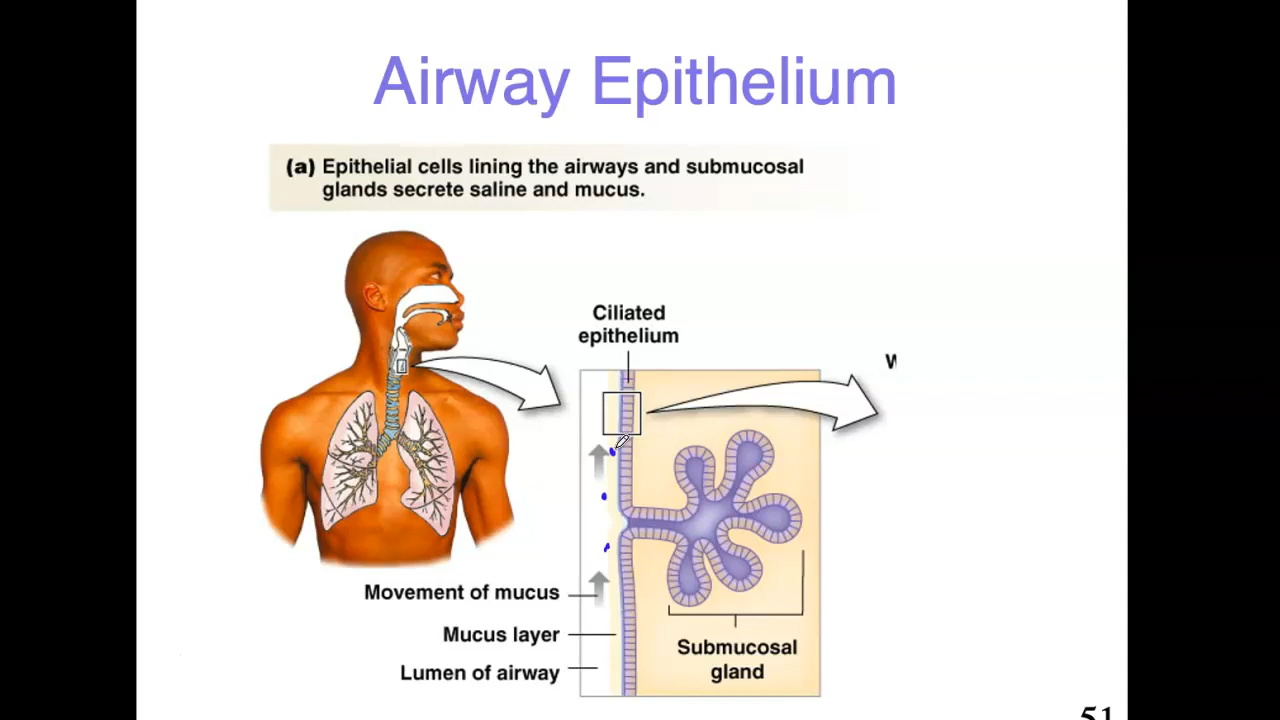 Airway Epithelium
(a) Epithelial cells lining the airways and submucosal
glands secrete saline and mucus.
Ciliated
epithelium
W
Movement of mucus
Mucus layer
Lumen of airway
Submucosal
gland
51